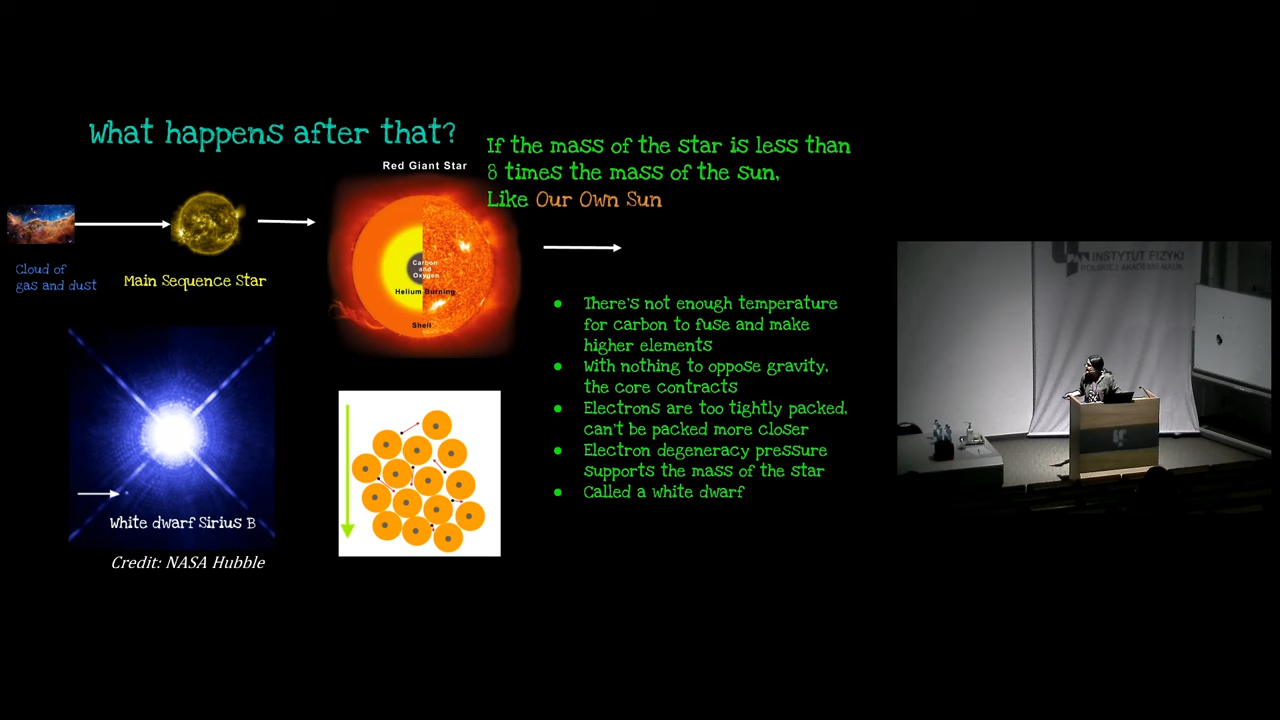 What happens after that?
If the mass of the star is less than
8 times the mass of the sun,
Like Our Own Sun
Red Giant Star
Carbon
and
Oxygen
Helium Burning
Shell
Cloud of
gas and dust
Main Sequence Star
There's not enough temperature
for carbon to fuse and make
higher elements
With nothing to oppose gravity,
the core contracts
Electrons are too tightly packed,
can't be packed more closer
Electron degeneracy pressure
supports the mass of the star
Called a white dwarf
White dwarf Sirius B
Credit: NASA Hubble
INSTYTUT FIZYKI
POLSKIEJ AKADEMII NAUK